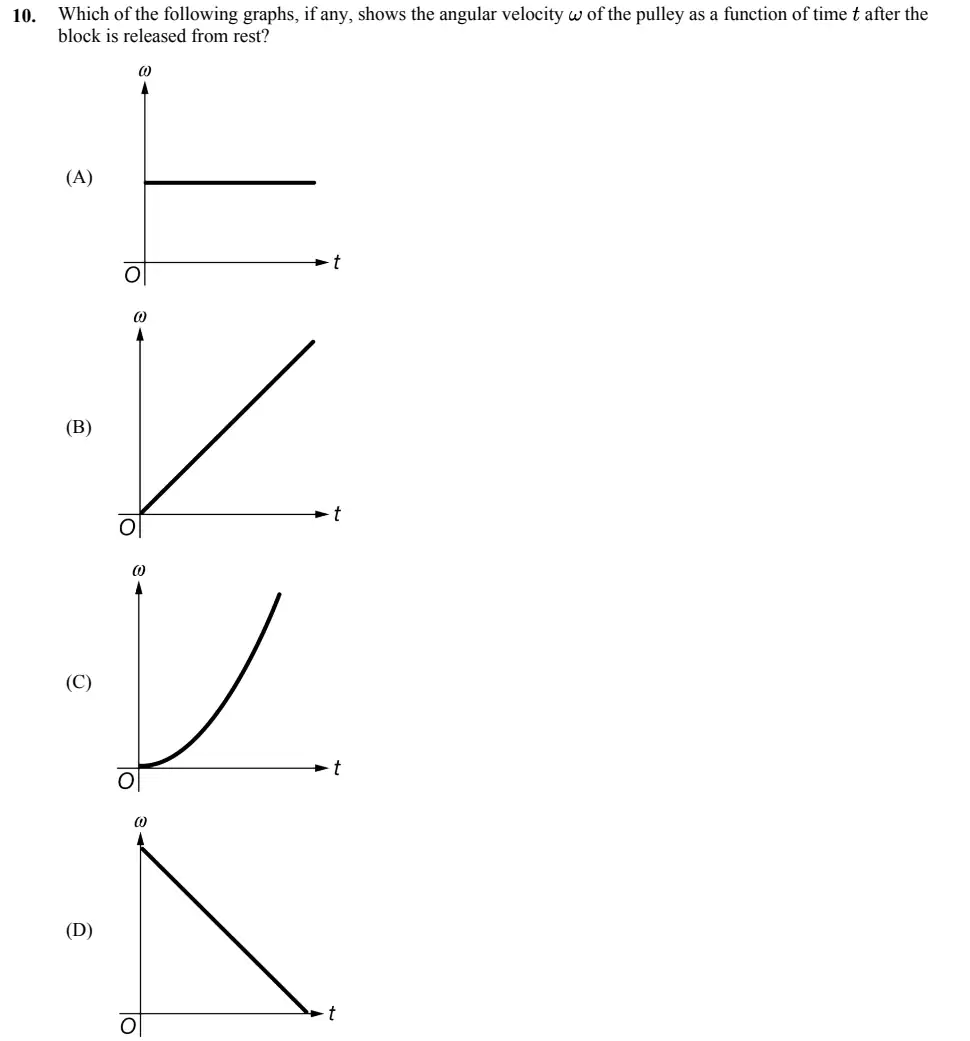 10. Which of the following graphs, if any, shows the angular velocity ω of the pulley as a function of time t after the
block is released from rest?
ω
(A)
O
t
ω
(B)
O
t
ω
(C)
O
t
ω
(D)
O
t